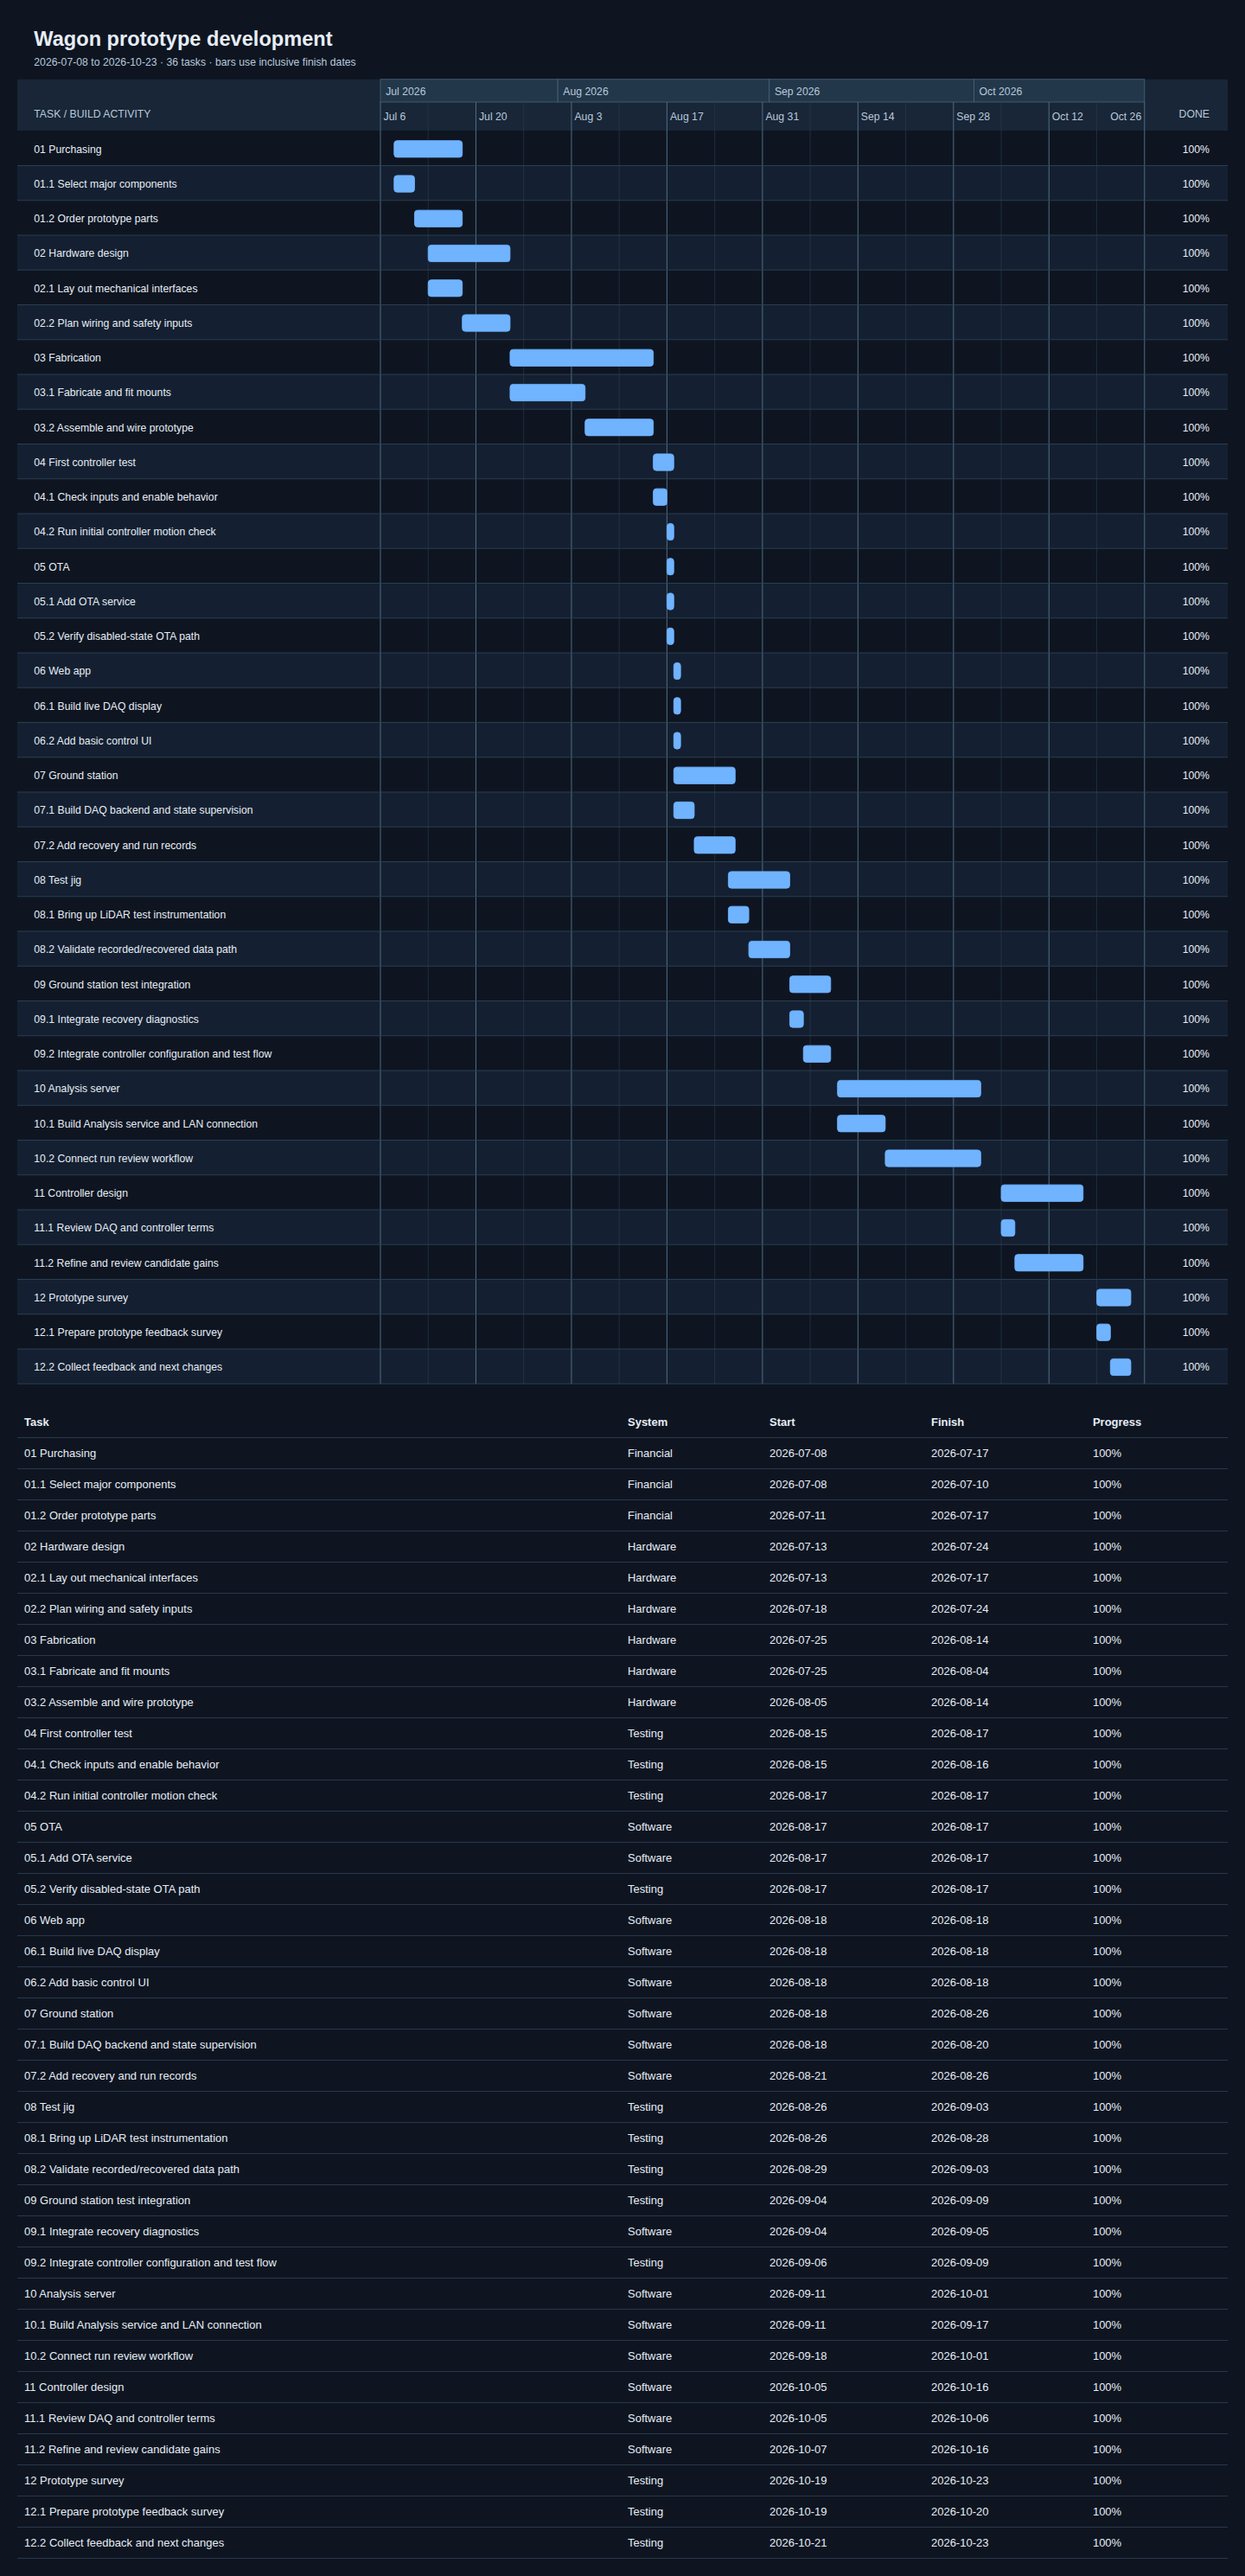 Wagon prototype development
2026-07-08 to 2026-10-23 · 36 tasks · bars use inclusive finish dates
Jul 2026 Aug 2026 Sep 2026 Oct 2026
TASK / BUILD ACTIVITY Jul 6 Jul 20 Aug 3 Aug 17 Aug 31 Sep 14 Sep 28 Oct 12 Oct 26 DONE
01 Purchasing 100%
01.1 Select major components 100%
01.2 Order prototype parts 100%
02 Hardware design 100%
02.1 Lay out mechanical interfaces 100%
02.2 Plan wiring and safety inputs 100%
03 Fabrication 100%
03.1 Fabricate and fit mounts 100%
03.2 Assemble and wire prototype 100%
04 First controller test 100%
04.1 Check inputs and enable behavior 100%
04.2 Run initial controller motion check 100%
05 OTA 100%
05.1 Add OTA service 100%
05.2 Verify disabled-state OTA path 100%
06 Web app 100%
06.1 Build live DAQ display 100%
06.2 Add basic control UI 100%
07 Ground station 100%
07.1 Build DAQ backend and state supervision 100%
07.2 Add recovery and run records 100%
08 Test jig 100%
08.1 Bring up LiDAR test instrumentation 100%
08.2 Validate recorded/recovered data path 100%
09 Ground station test integration 100%
09.1 Integrate recovery diagnostics 100%
09.2 Integrate controller configuration and test flow 100%
10 Analysis server 100%
10.1 Build Analysis service and LAN connection 100%
10.2 Connect run review workflow 100%
11 Controller design 100%
11.1 Review DAQ and controller terms 100%
11.2 Refine and review candidate gains 100%
12 Prototype survey 100%
12.1 Prepare prototype feedback survey 100%
12.2 Collect feedback and next changes 100%
Task System Start Finish Progress
01 Purchasing Financial 2026-07-08 2026-07-17 100%
01.1 Select major components Financial 2026-07-08 2026-07-10 100%
01.2 Order prototype parts Financial 2026-07-11 2026-07-17 100%
02 Hardware design Hardware 2026-07-13 2026-07-24 100%
02.1 Lay out mechanical interfaces Hardware 2026-07-13 2026-07-17 100%
02.2 Plan wiring and safety inputs Hardware 2026-07-18 2026-07-24 100%
03 Fabrication Hardware 2026-07-25 2026-08-14 100%
03.1 Fabricate and fit mounts Hardware 2026-07-25 2026-08-04 100%
03.2 Assemble and wire prototype Hardware 2026-08-05 2026-08-14 100%
04 First controller test Testing 2026-08-15 2026-08-17 100%
04.1 Check inputs and enable behavior Testing 2026-08-15 2026-08-16 100%
04.2 Run initial controller motion check Testing 2026-08-17 2026-08-17 100%
05 OTA Software 2026-08-17 2026-08-17 100%
05.1 Add OTA service Software 2026-08-17 2026-08-17 100%
05.2 Verify disabled-state OTA path Testing 2026-08-17 2026-08-17 100%
06 Web app Software 2026-08-18 2026-08-18 100%
06.1 Build live DAQ display Software 2026-08-18 2026-08-18 100%
06.2 Add basic control UI Software 2026-08-18 2026-08-18 100%
07 Ground station Software 2026-08-18 2026-08-26 100%
07.1 Build DAQ backend and state supervision Software 2026-08-18 2026-08-20 100%
07.2 Add recovery and run records Software 2026-08-21 2026-08-26 100%
08 Test jig Testing 2026-08-26 2026-09-03 100%
08.1 Bring up LiDAR test instrumentation Testing 2026-08-26 2026-08-28 100%
08.2 Validate recorded/recovered data path Testing 2026-08-29 2026-09-03 100%
09 Ground station test integration Testing 2026-09-04 2026-09-09 100%
09.1 Integrate recovery diagnostics Software 2026-09-04 2026-09-05 100%
09.2 Integrate controller configuration and test flow Testing 2026-09-06 2026-09-09 100%
10 Analysis server Software 2026-09-11 2026-10-01 100%
10.1 Build Analysis service and LAN connection Software 2026-09-11 2026-09-17 100%
10.2 Connect run review workflow Software 2026-09-18 2026-10-01 100%
11 Controller design Software 2026-10-05 2026-10-16 100%
11.1 Review DAQ and controller terms Software 2026-10-05 2026-10-06 100%
11.2 Refine and review candidate gains Software 2026-10-07 2026-10-16 100%
12 Prototype survey Testing 2026-10-19 2026-10-23 100%
12.1 Prepare prototype feedback survey Testing 2026-10-19 2026-10-20 100%
12.2 Collect feedback and next changes Testing 2026-10-21 2026-10-23 100%